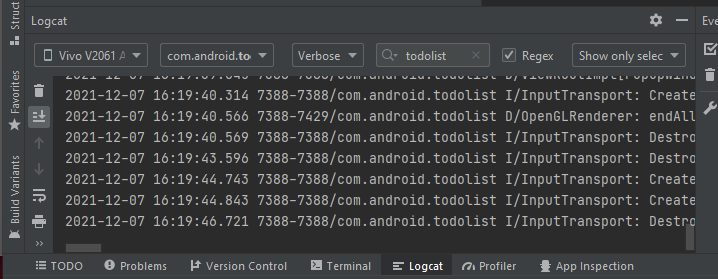 Logcat
Eve
Vivo V2061 A
com.android.to
Verbose
todolist
Regex
Show only selec
2021-12-07 16:19:40.314 7388-7388/com.android.todolist I/InputTransport: Create
2021-12-07 16:19:40.566 7388-7429/com.android.todolist D/OpenGLRenderer: endAll
2021-12-07 16:19:40.569 7388-7388/com.android.todolist I/InputTransport: Destro
2021-12-07 16:19:43.596 7388-7388/com.android.todolist I/InputTransport: Destro
2021-12-07 16:19:44.743 7388-7388/com.android.todolist I/InputTransport: Create
2021-12-07 16:19:44.843 7388-7388/com.android.todolist I/InputTransport: Create
2021-12-07 16:19:46.721 7388-7388/com.android.todolist I/InputTransport: Destro
Struct
Favorites
Build Variants
TODO
Problems
Version Control
Terminal
Logcat
Profiler
App Inspection